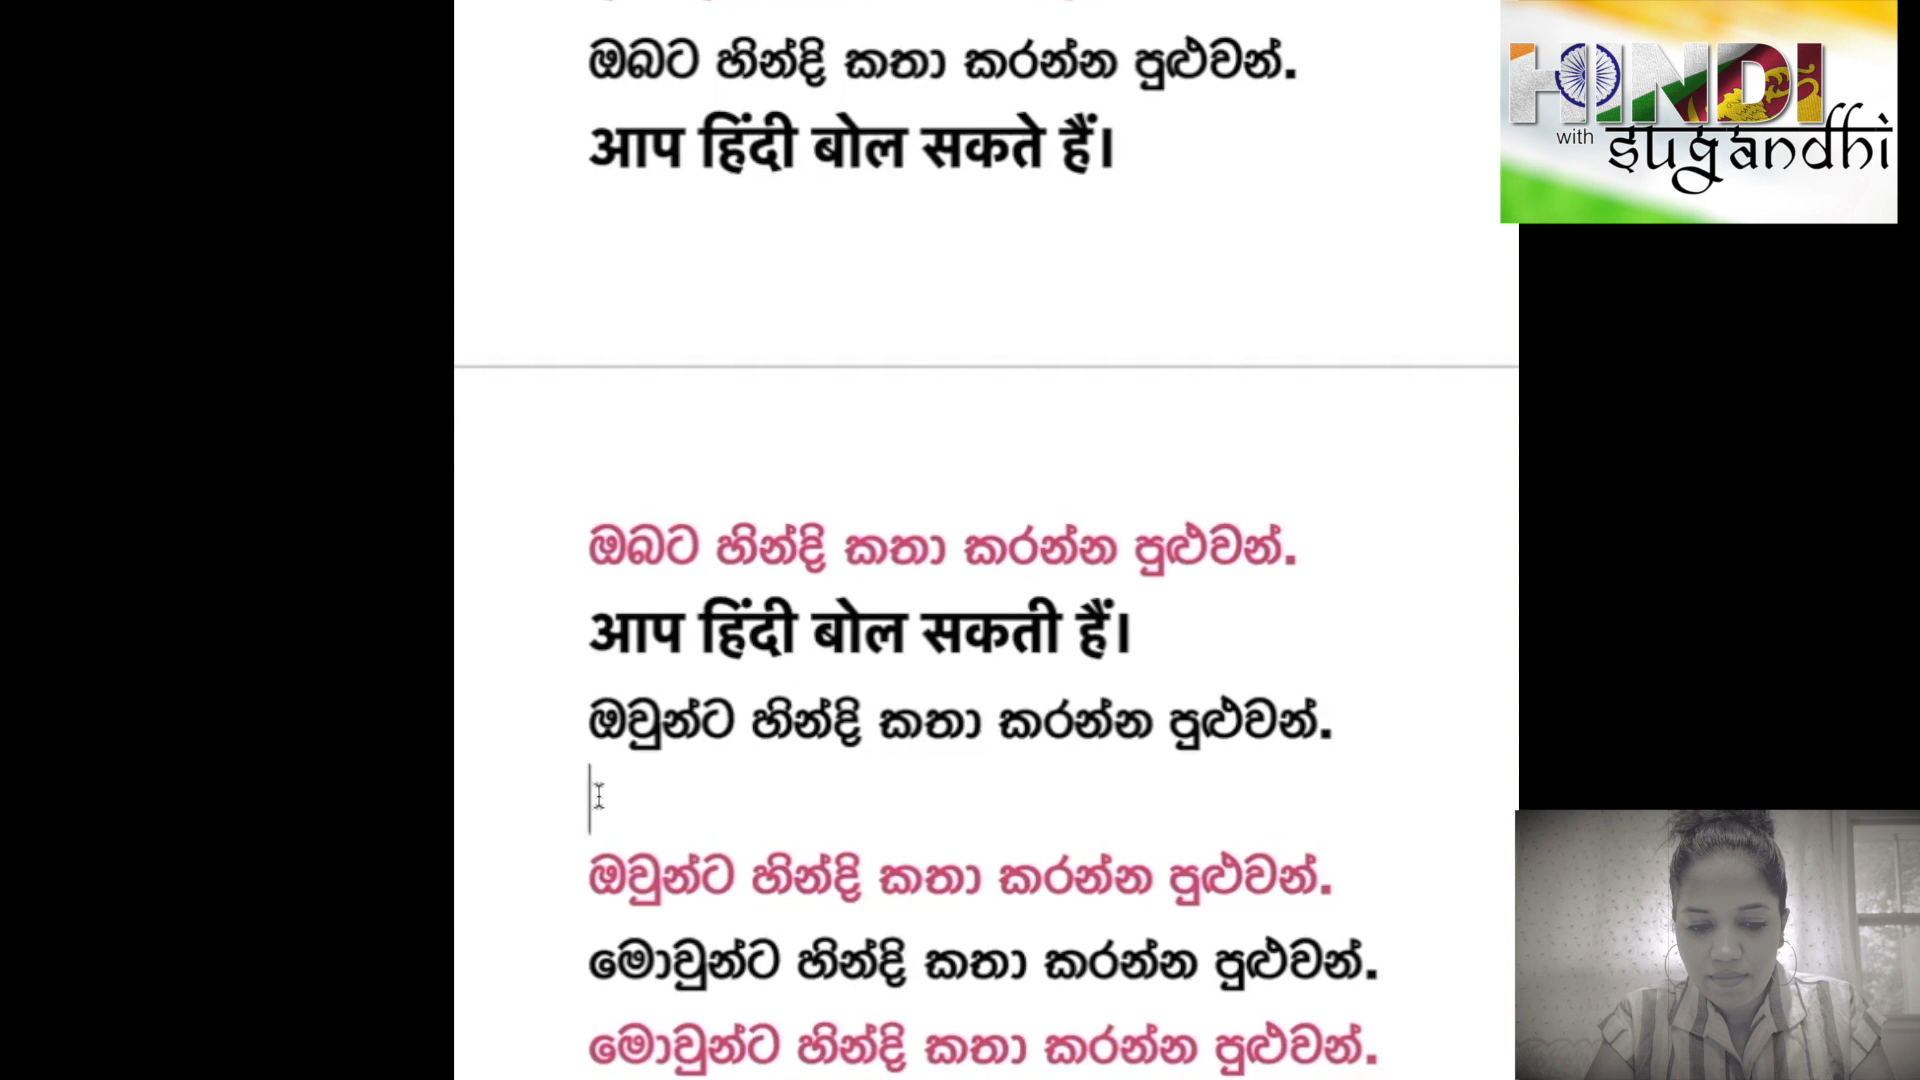 ඔබට හින්දි කතා කරන්න පුළුවන්.
आप हिंदी बोल सकते हैं।
ඔබට හින්දි කතා කරන්න පුළුවන්.
आप हिंदी बोल सकती हैं।
ඔවුන්ට හින්දි කතා කරන්න පුළුවන්.
ඔවුන්ට හින්දි කතා කරන්න පුළුවන්.
මොවුන්ට හින්දි කතා කරන්න පුළුවන්.
මොවුන්ට හින්දි කතා කරන්න පුළුවන්.
HINDI
with sugandhi